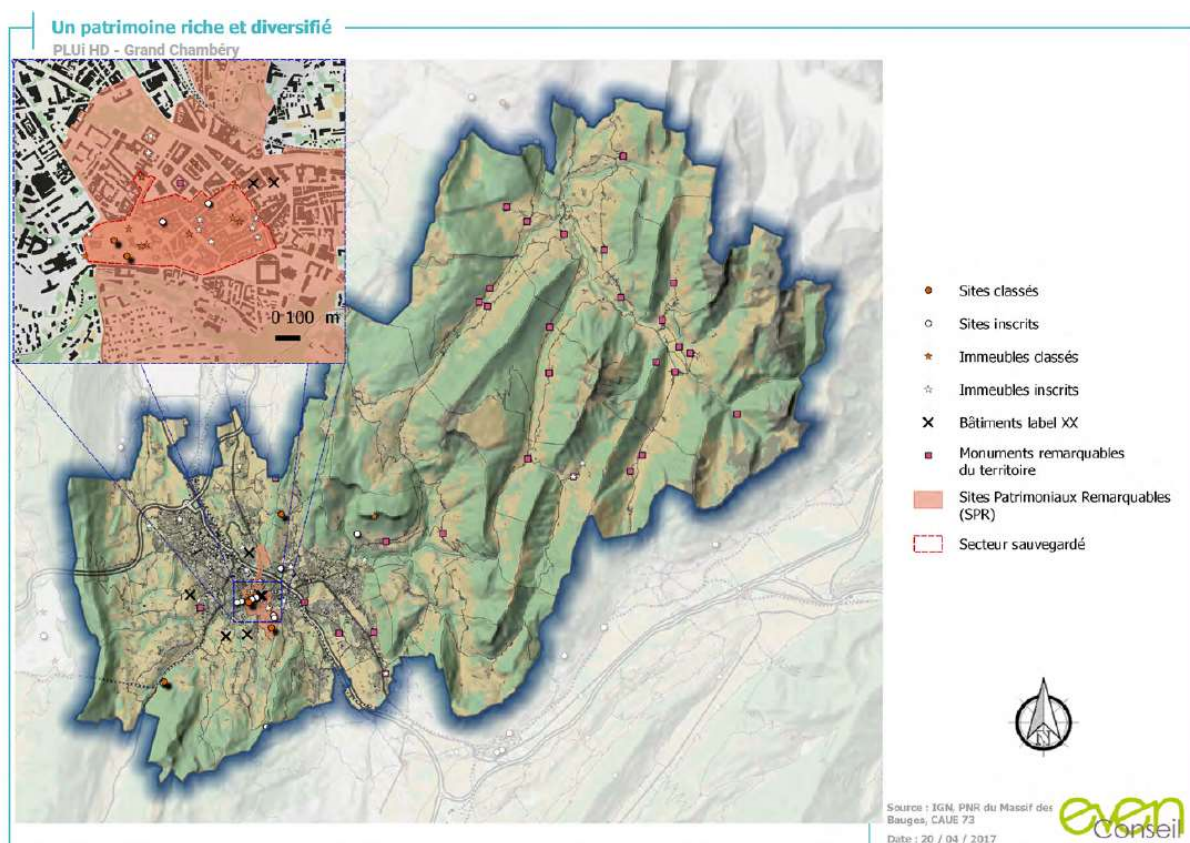 Un patrimoine riche et diversifié
PLUi HD - Grand Chambéry
0 100 m
Sites classés
Sites inscrits
Immeubles classés
Immeubles inscrits
Bâtiments label XX
Monuments remarquables
du territoire
Sites Patrimoniaux Remarquables
(SPR)
Secteur sauvegardé
N
Source : IGN, PNR du Massif des
Bauges, CAUE 73
Date : 20 / 04 / 2017
even
Conseil